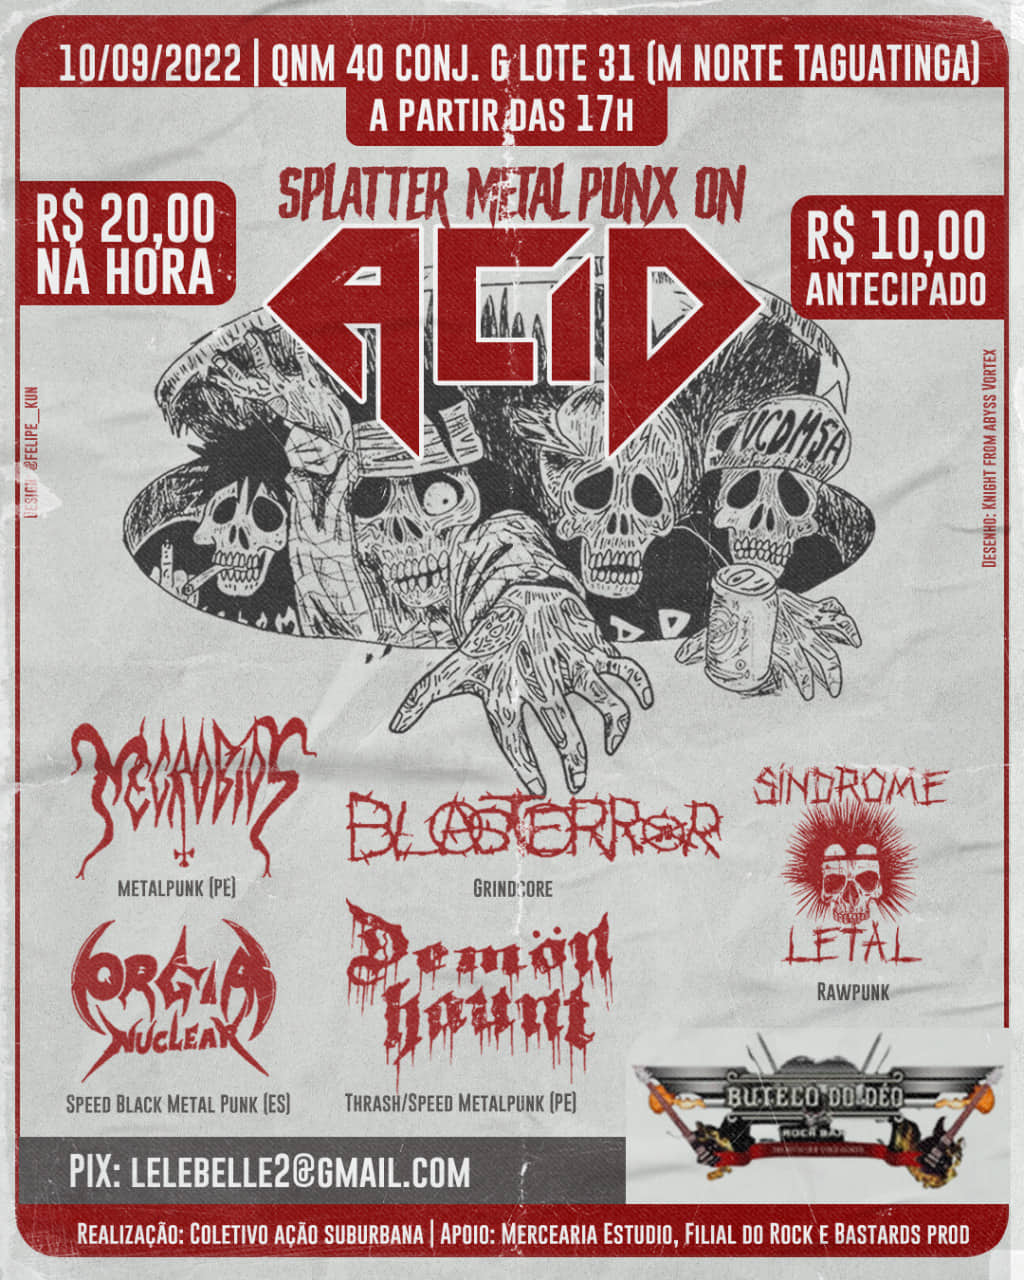 10/09/2022 | QNM 40 CONJ. G LOTE 31 (M NORTE TAGUATINGA)
A PARTIR DAS 17H
SPLATTER METAL PUNX ON
ACID
R$ 20,00
NA HORA
R$ 10,00
ANTECIPADO
DESIGN @FELIPE__KUN
DESENHO: KNIGHT FROM ABYSS VORTEX
VCDMSA
NECROBIOS
METALPUNK (PE)
BLASTERROR
GRINDCORE
SÍNDROME
LETAL
RAWPUNK
ORGIA
NUCLEAR
SPEED BLACK METAL PUNK (ES)
Demön
haunt
THRASH/SPEED METALPUNK (PE)
BUTECO DO DÉO
ROCK BAR
PIX: LELEBELLE2@GMAIL.COM
REALIZAÇÃO: COLETIVO AÇÃO SUBURBANA | APOIO: MERCEARIA ESTUDIO, FILIAL DO ROCK E BASTARDS PROD